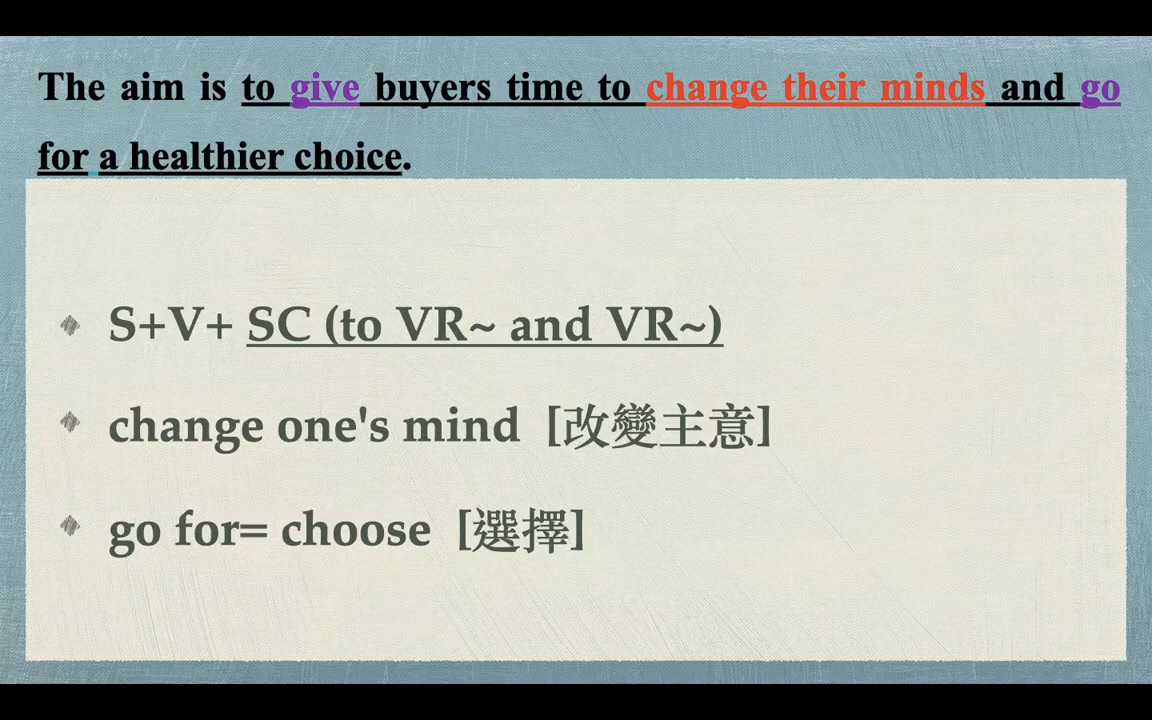 The aim is to give buyers time to change their minds and go
for a healthier choice.
S+V+ SC (to VR~ and VR~)
change one's mind [改變主意]
go for= choose [選擇]